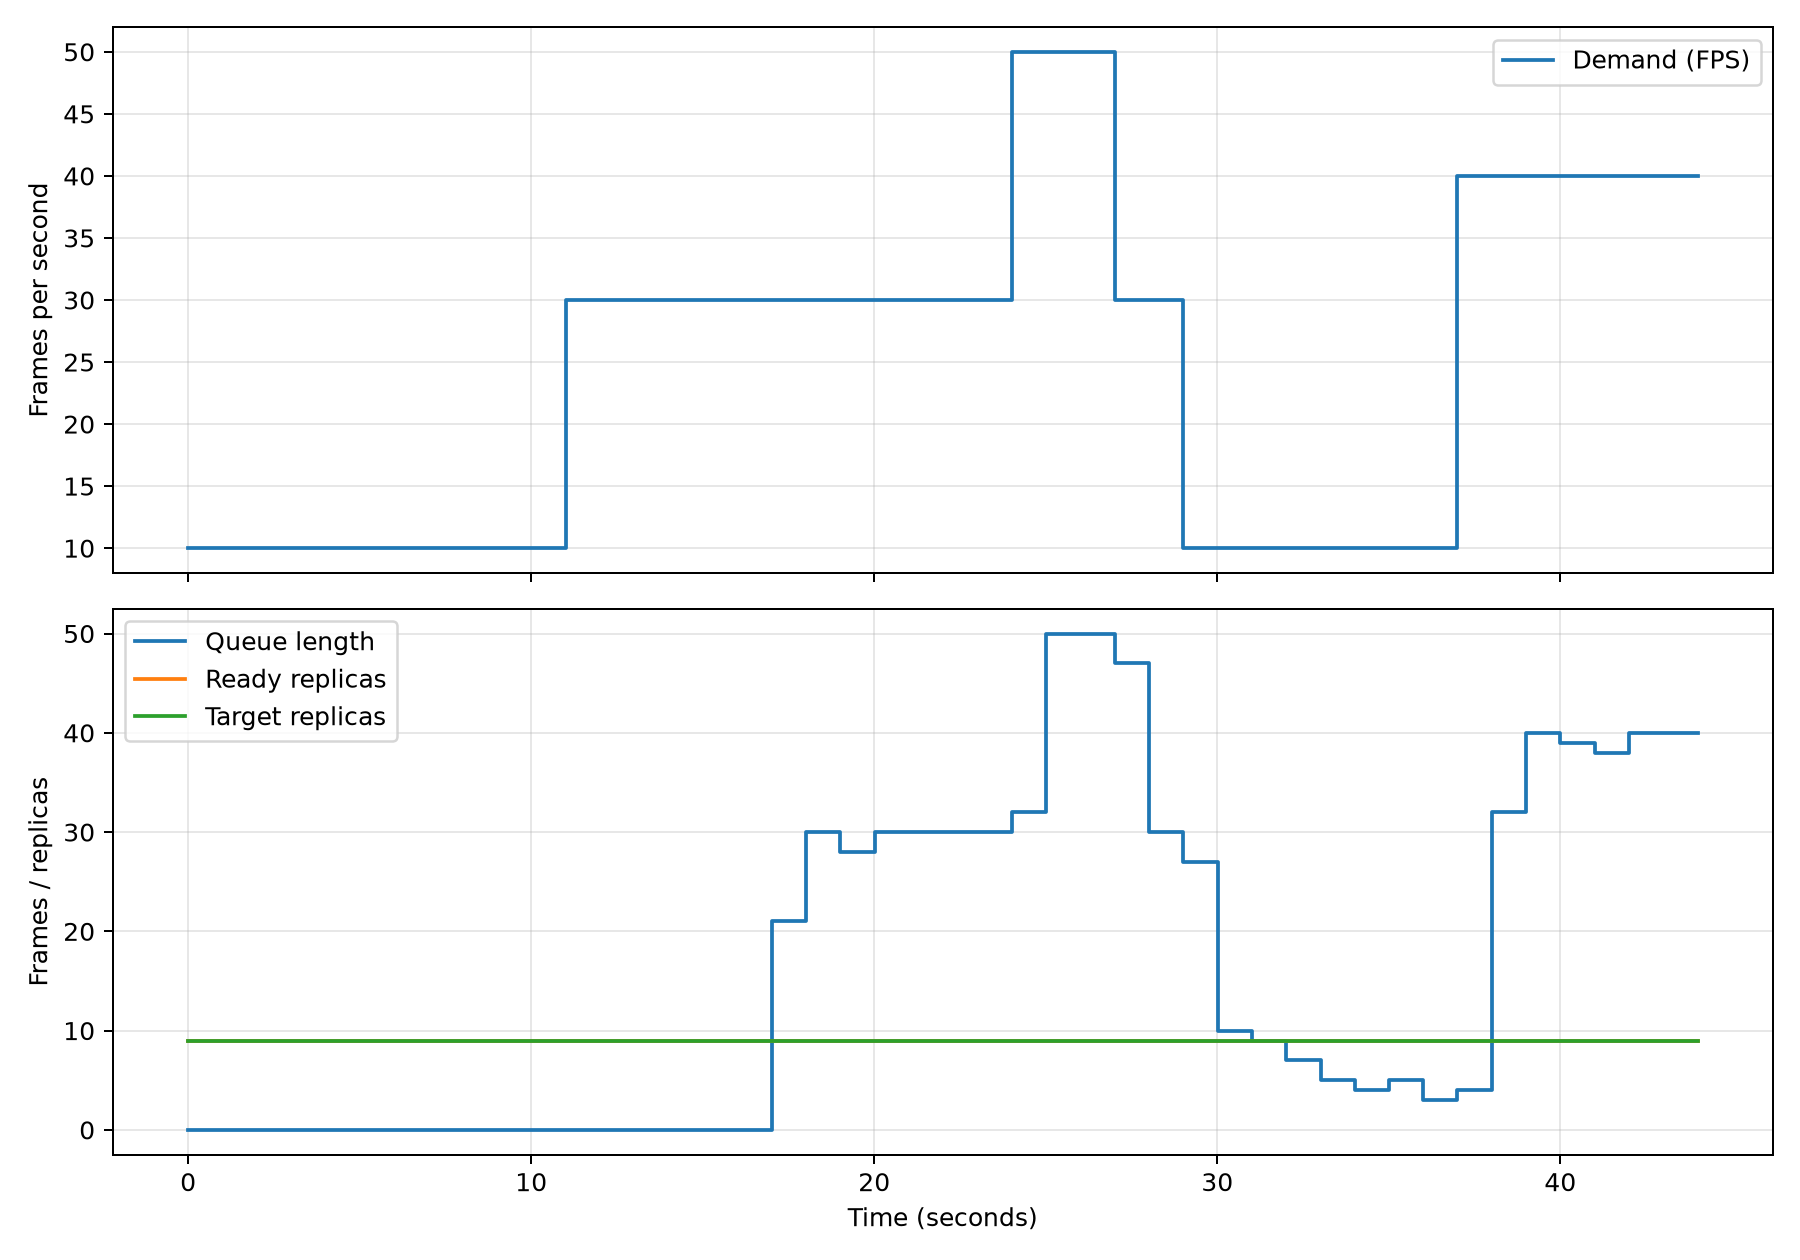 50
45
40
35
30
25
20
15
10
Frames per second
Demand (FPS)
50
40
30
20
10
0
Frames / replicas
Queue length
Ready replicas
Target replicas
0 10 20 30 40
Time (seconds)